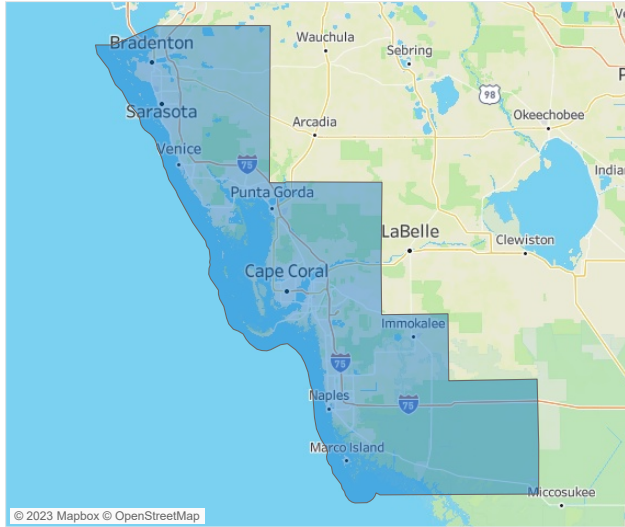 Wauchula
Bradenton
Sebring
98
Sarasota
Okeechobee
Arcadia
Venice
75
Indian
Punta Gorda
LaBelle
Clewiston
Cape Coral
Immokalee
75
Naples
75
Marco Island
Miccosukee
© 2023 Mapbox © OpenStreetMap